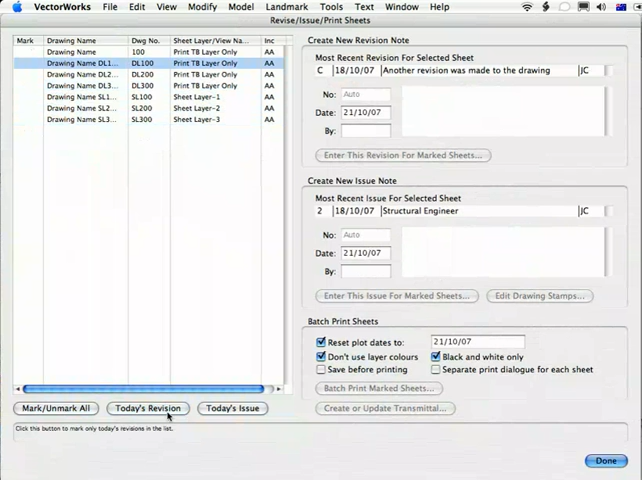 VectorWorks File Edit View Modify Model Landmark Tools Text Window Help
Revise/Issue/Print Sheets
Mark Drawing Name Dwg No. Sheet Layer/View Na... Inc
Drawing Name 100 Print TB Layer Only AA
Drawing Name DL1... DL100 Print TB Layer Only AA
Drawing Name DL2... DL200 Print TB Layer Only AA
Drawing Name DL3... DL300 Print TB Layer Only AA
Drawing Name SL1... SL100 Sheet Layer-1 AA
Drawing Name SL2... SL200 Sheet Layer-2 AA
Drawing Name SL3... SL300 Sheet Layer-3 AA
Mark/Unmark All Today's Revision Today's Issue
Click this button to mark only today's revisions in the list.
Create New Revision Note
Most Recent Revision For Selected Sheet
C 18/10/07 Another revision was made to the drawing JC
No: Auto
Date: 21/10/07
By:
Enter This Revision For Marked Sheets...
Create New Issue Note
Most Recent Issue For Selected Sheet
2 18/10/07 Structural Engineer JC
No: Auto
Date: 21/10/07
By:
Enter This Issue For Marked Sheets... Edit Drawing Stamps...
Batch Print Sheets
Reset plot dates to: 21/10/07
Don't use layer colours Black and white only
Save before printing Separate print dialogue for each sheet
Batch Print Marked Sheets...
Create or Update Transmittal...
Done